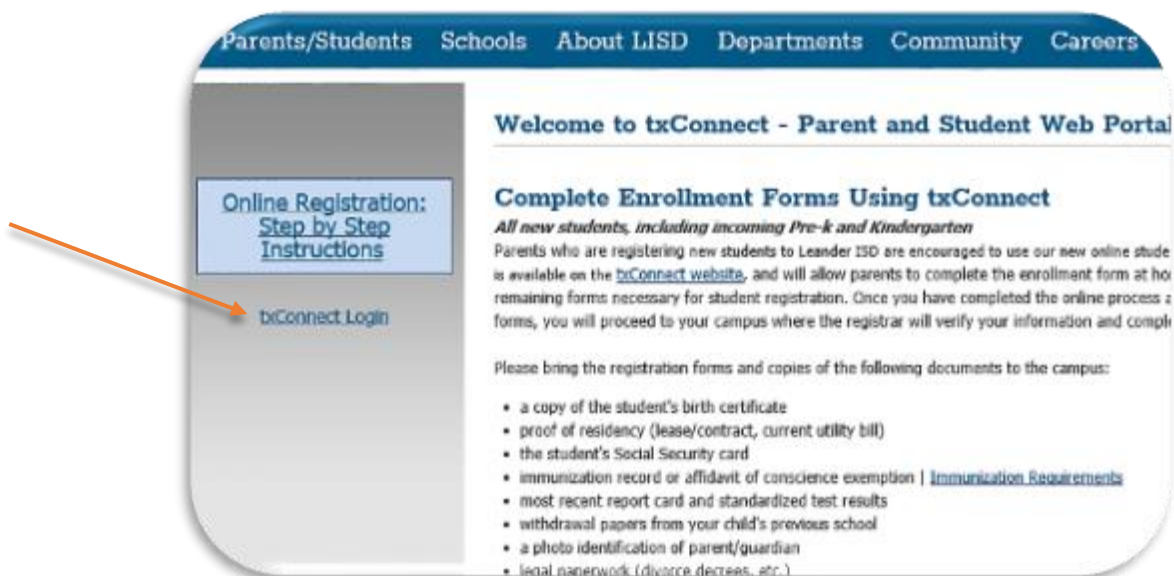 Parents/Students Schools About LISD Departments Community Careers
Online Registration:
Step by Step
Instructions
txConnect Login
Welcome to txConnect - Parent and Student Web Portal
Complete Enrollment Forms Using txConnect
All new students, including incoming Pre-k and Kindergarten
Parents who are registering new students to Leander ISD are encouraged to use our new online stude
is available on the txConnect website, and will allow parents to complete the enrollment form at ho
remaining forms necessary for student registration. Once you have completed the online process a
forms, you will proceed to your campus where the registrar will verify your information and comple
Please bring the registration forms and copies of the following documents to the campus:
• a copy of the student's birth certificate
• proof of residency (lease/contract, current utility bill)
• the student's Social Security card
• immunization record or affidavit of conscience exemption | Immunization Requirements
• most recent report card and standardized test results
• withdrawal papers from your child's previous school
• a photo identification of parent/guardian
• legal paperwork (divorce decrees, etc.)